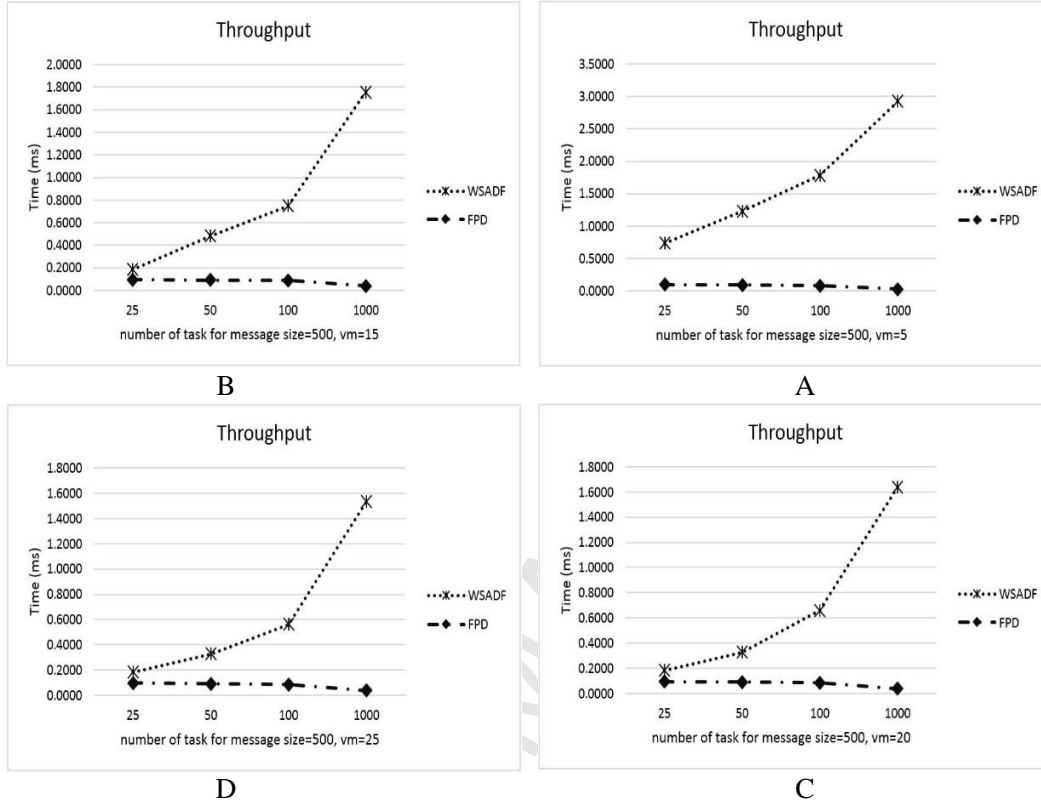 Throughput
2.0000
1.8000
1.6000
1.4000
1.2000
1.0000
0.8000
0.6000
0.4000
0.2000
0.0000
Time (ms)
25 50 100 1000
number of task for message size=500, vm=15
WSADF
FPD
B
Throughput
3.5000
3.0000
2.5000
2.0000
1.5000
1.0000
0.5000
0.0000
Time (ms)
25 50 100 1000
number of task for message size=500, vm=5
WSADF
FPD
A
Throughput
1.8000
1.6000
1.4000
1.2000
1.0000
0.8000
0.6000
0.4000
0.2000
0.0000
Time (ms)
25 50 100 1000
number of task for message size=500, vm=25
WSADF
FPD
D
Throughput
1.8000
1.6000
1.4000
1.2000
1.0000
0.8000
0.6000
0.4000
0.2000
0.0000
Time (ms)
25 50 100 1000
number of task for message size=500, vm=20
WSADF
FPD
C